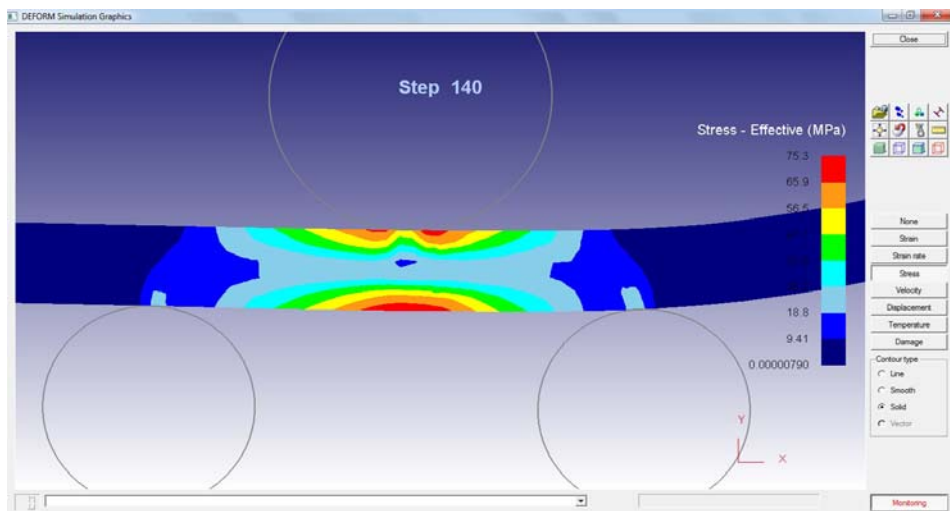 DEFORM Simulation Graphics
Close
Step 140
Stress - Effective (MPa)
75.3
65.9
56.5
18.8
9.41
0.00000790
None
Strain
Strain rate
Stress
Velocity
Displacement
Temperature
Damage
Contour type
Line
Smooth
Solid
Vector
Y
X
Monitoring